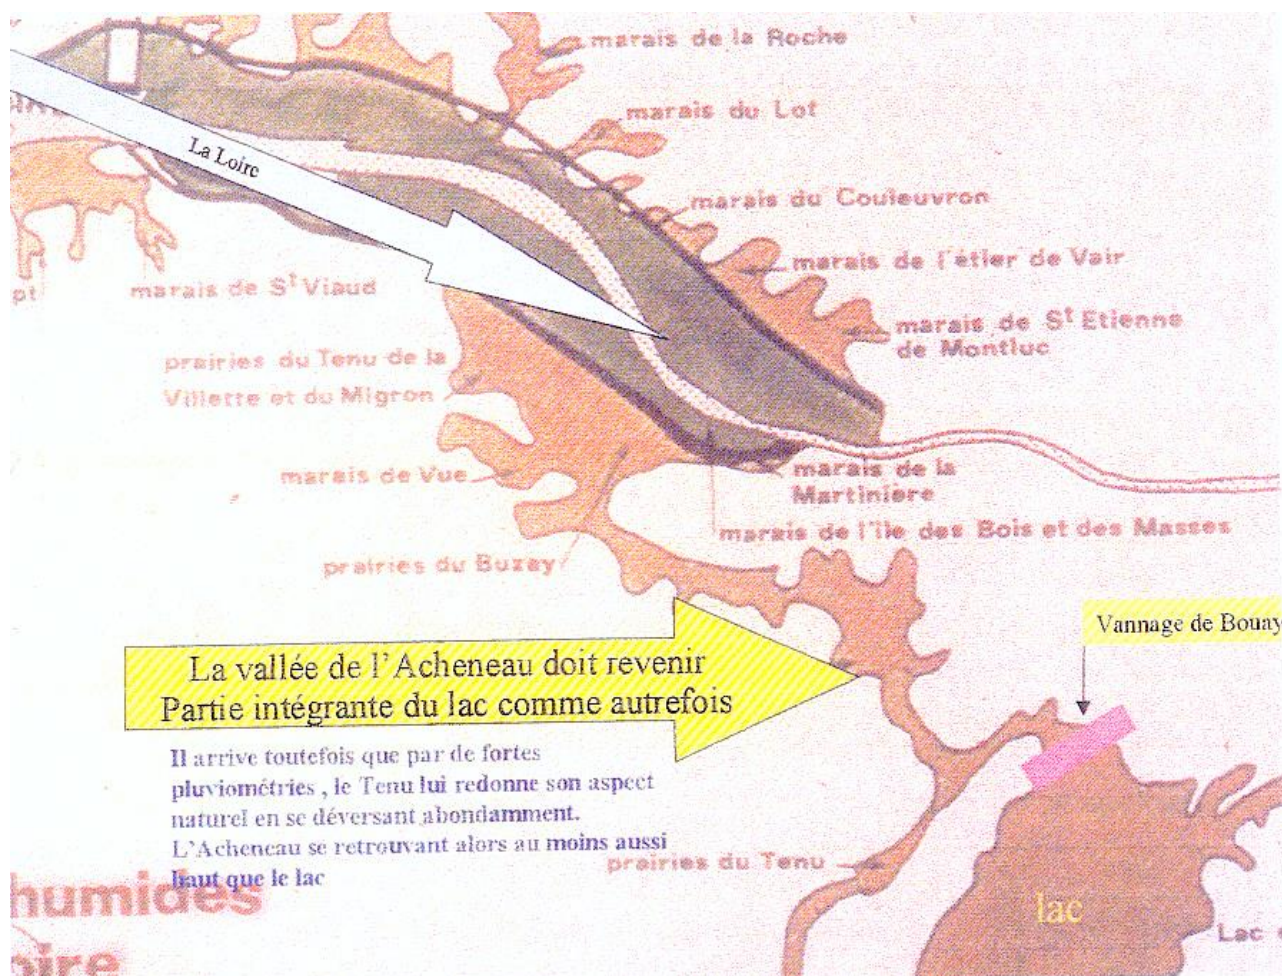 marais de la Roche
marais du Lot
La Loire
marais du Couleuvron
marais de l'étier de Vair
pt
marais de St Viaud
marais de St Etienne
de Montluc
prairies du Tenu de la
Villette et du Migron
marais de Vue
marais de la
Martinière
marais de l'île des Bois et des Masses
prairies du Buzay
Vannage de Bouay
La vallée de l'Acheneau doit revenir
Partie intégrante du lac comme autrefois
Il arrive toutefois que par de fortes
pluviométries , le Tenu lui redonne son aspect
naturel en se déversant abondamment.
L'Acheneau se retrouvant alors au moins aussi
haut que le lac
prairies du Tenu
humides
oire
lac
Lac